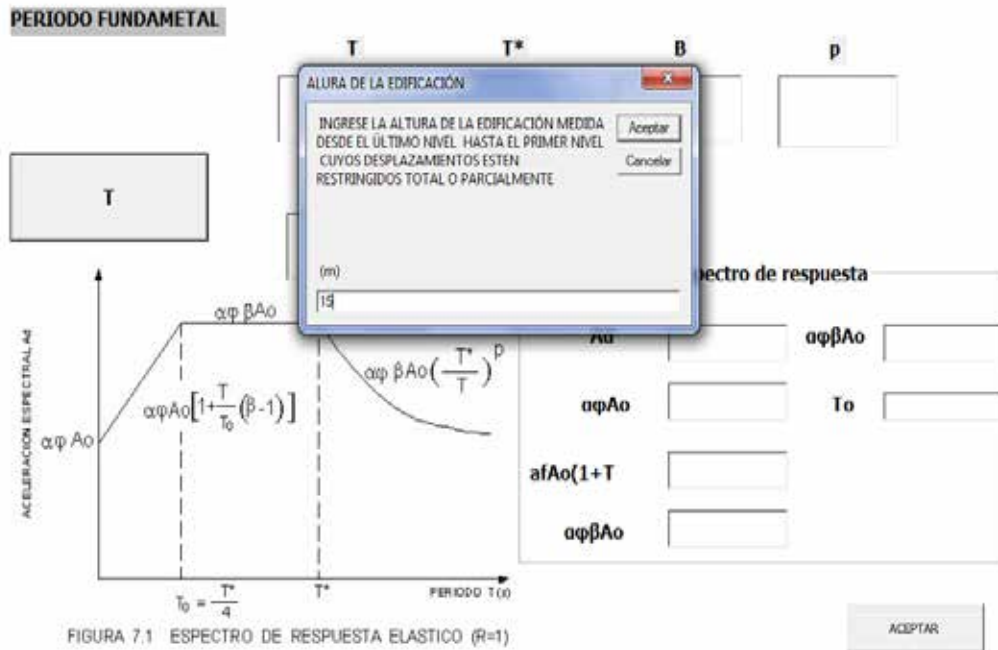 PERIODO FUNDAMETAL
T T* B p
ALURA DE LA EDIFICACIÓN
INGRESE LA ALTURA DE LA EDIFICACIÓN MEDIDA
DESDE EL ÚLTIMO NIVEL HASTA EL PRIMER NIVEL
CUYOS DESPLAZAMIENTOS ESTEN
RESTRINGIDOS TOTAL O PARCIALMENTE
Aceptar
Cancelar
(m)
15
T
pectro de respuesta
ACELERACION ESPECTRAL Ad
αφ βAo
αφ βAo(T*/T)^p
αφAo[1+T/T₀(β-1)]
αφ Ao
T₀ = T*/4
T*
PERIODO T(s)
FIGURA 7.1 ESPECTRO DE RESPUESTA ELASTICO (R=1)
αφβAo
αφAo
To
afAo(1+T
αφβAo
ACEPTAR